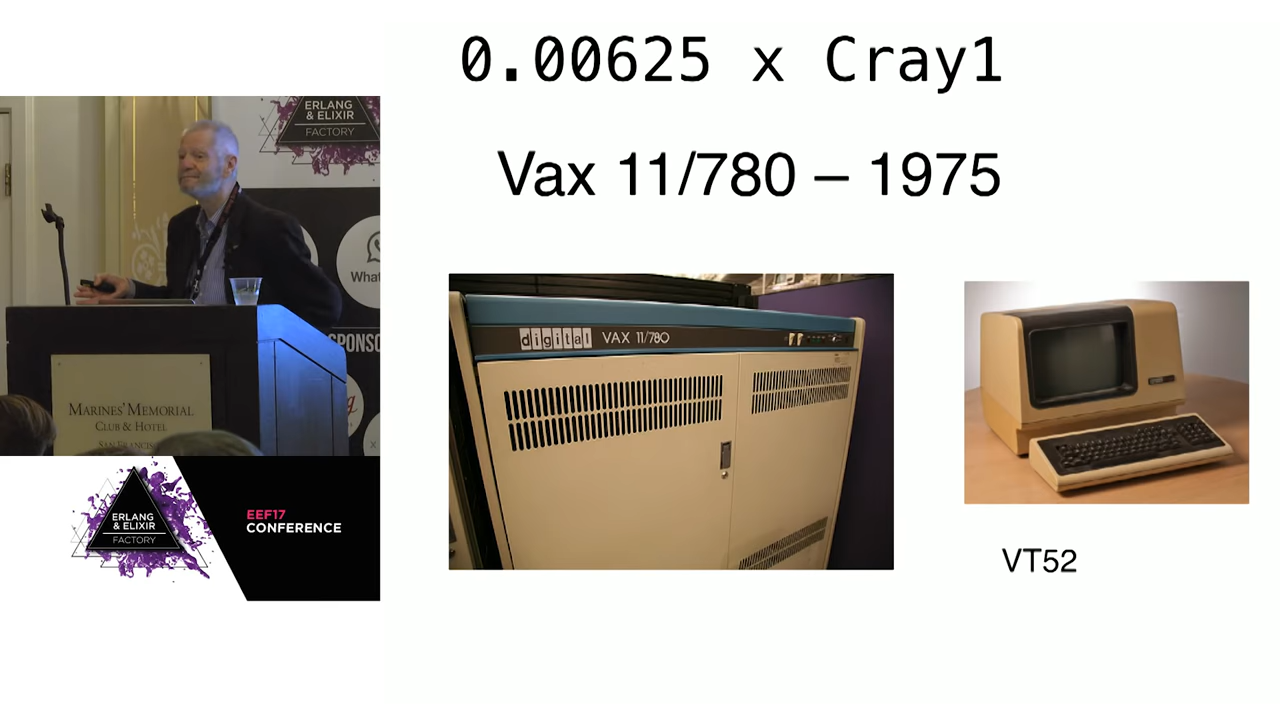 0.00625 x Cray1
Vax 11/780 – 1975
digital VAX 11/780
VT52
ERLANG
& ELIXIR
FACTORY
SPONSO
MARINES' MEMORIAL
CLUB & HOTEL
ERLANG
& ELIXIR
FACTORY
EEF17
CONFERENCE